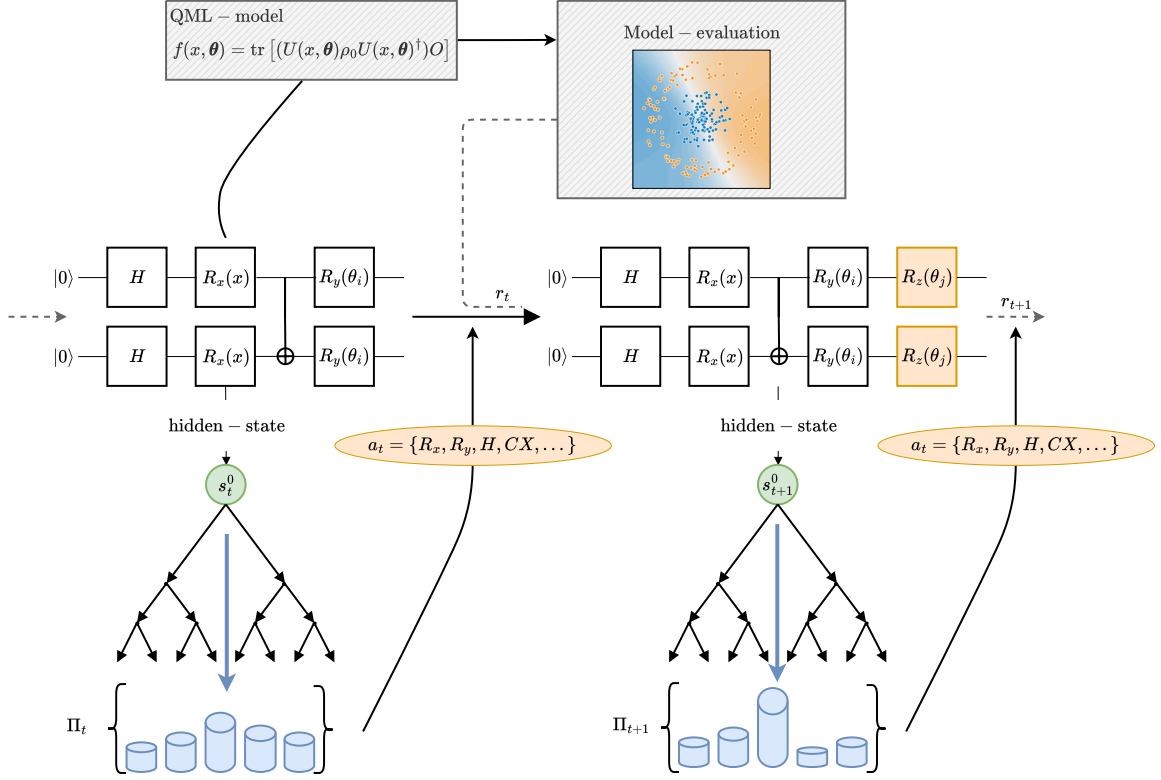 QML – model
f(x, θ) = tr [(U(x, θ)ρ₀U(x, θ)†)O]
Model – evaluation
|0⟩ H Rₓ(x) R_y(θᵢ)
|0⟩ H Rₓ(x) R_y(θᵢ)
r_t
|0⟩ H Rₓ(x) R_y(θᵢ) R_z(θⱼ)
|0⟩ H Rₓ(x) R_y(θᵢ) R_z(θⱼ)
r_{t+1}
hidden – state
a_t = {Rₓ, R_y, H, CX, ...}
hidden – state
a_t = {Rₓ, R_y, H, CX, ...}
s_t^0
s_{t+1}^0
Π_t
Π_{t+1}